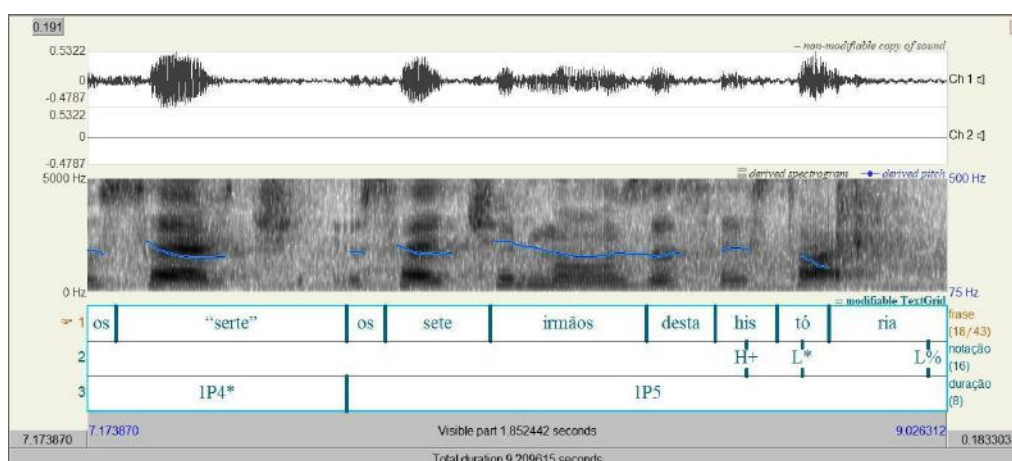 0.191
0.5322
– non-modifiable copy of sound
0
Ch 1
-0.4787
0.5322
0
Ch 2
-0.4787
5000 Hz
derived spectrogram
derived pitch
500 Hz
0 Hz
75 Hz
modifiable TextGrid
1 os "serte" os sete irmãos desta his tó ria frase (18/43)
2 H+ L* L% notação (16)
3 1P4* 1P5 duração (8)
7.173870 7.173870 Visible part 1.852442 seconds 9.026312 0.183303
Total duration 9.209615 seconds